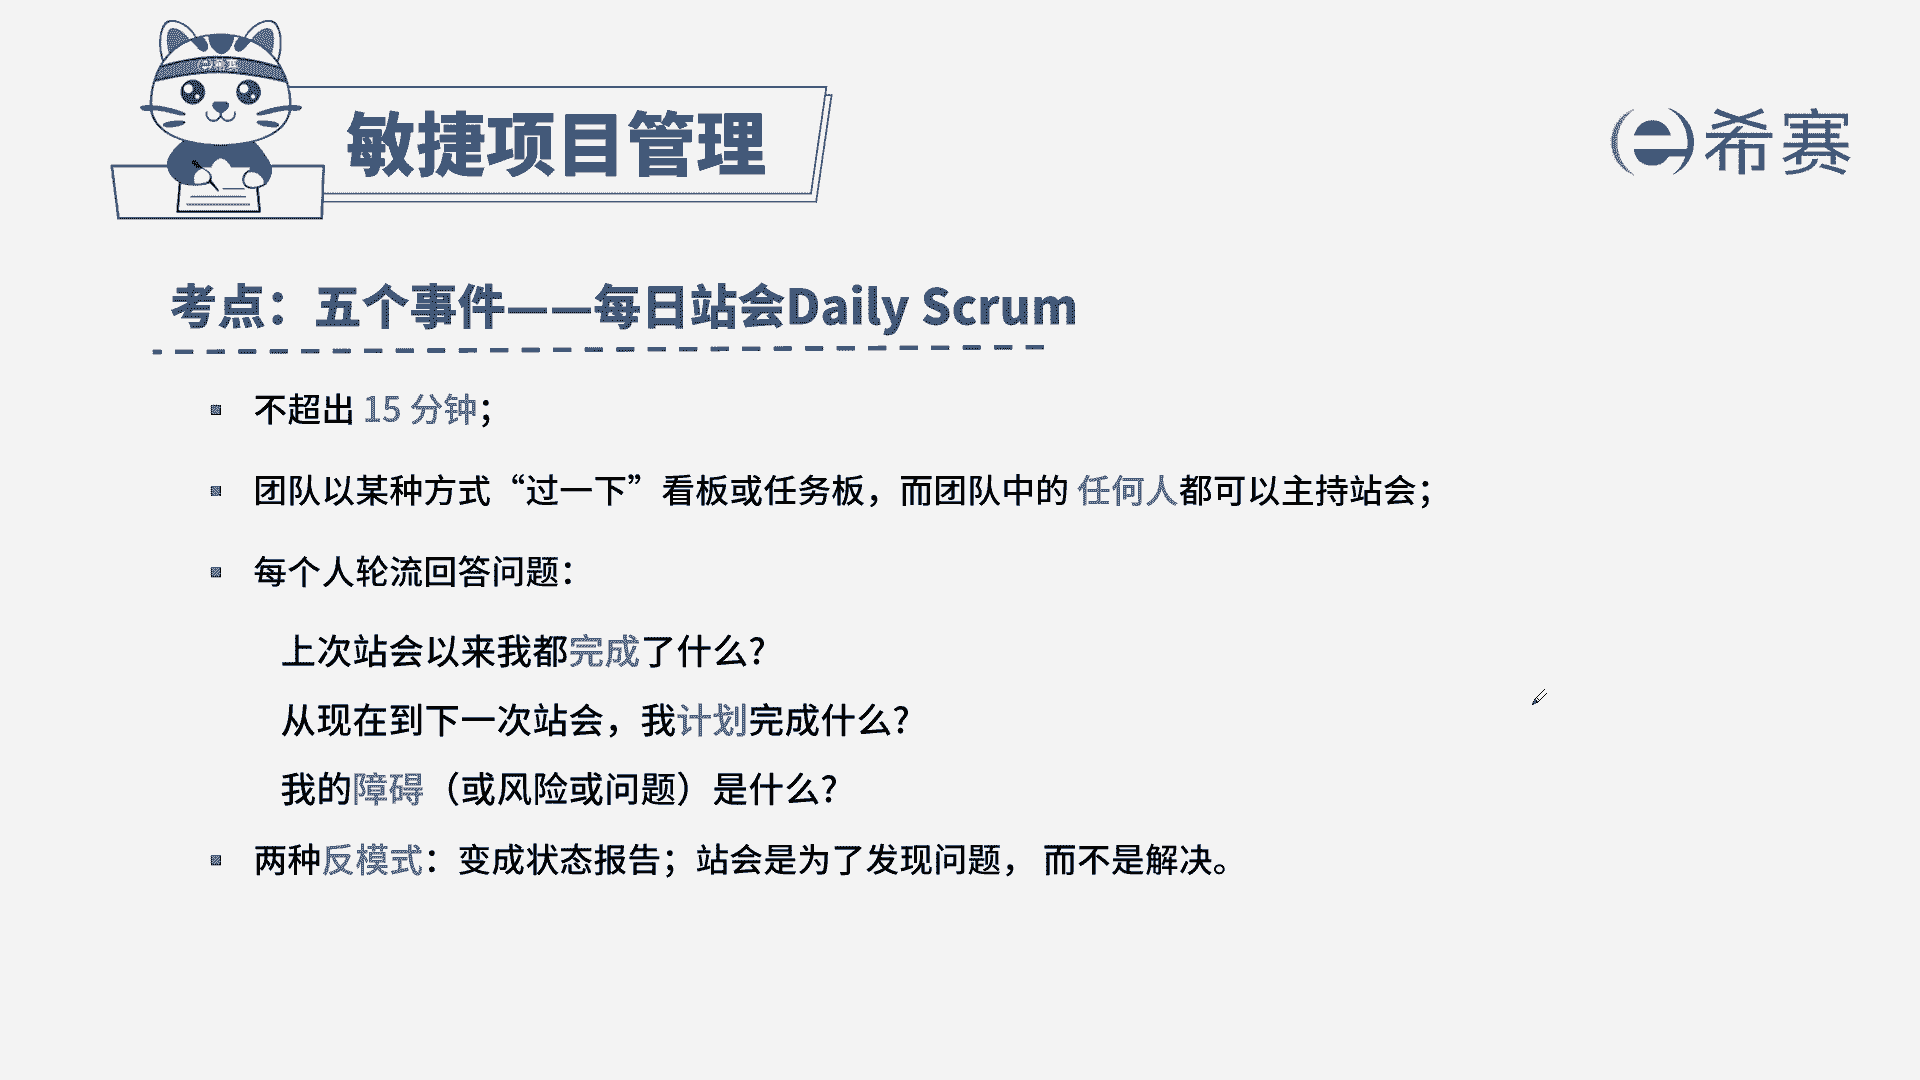 希赛
敏捷项目管理
e希赛
考点：五个事件——每日站会Daily Scrum
不超出 15 分钟；
团队以某种方式“过一下”看板或任务板，而团队中的 任何人都可以主持站会；
每个人轮流回答问题：
上次站会以来我都完成了什么?
从现在到下一次站会，我计划完成什么?
我的障碍（或风险或问题）是什么?
两种反模式：变成状态报告；站会是为了发现问题， 而不是解决。